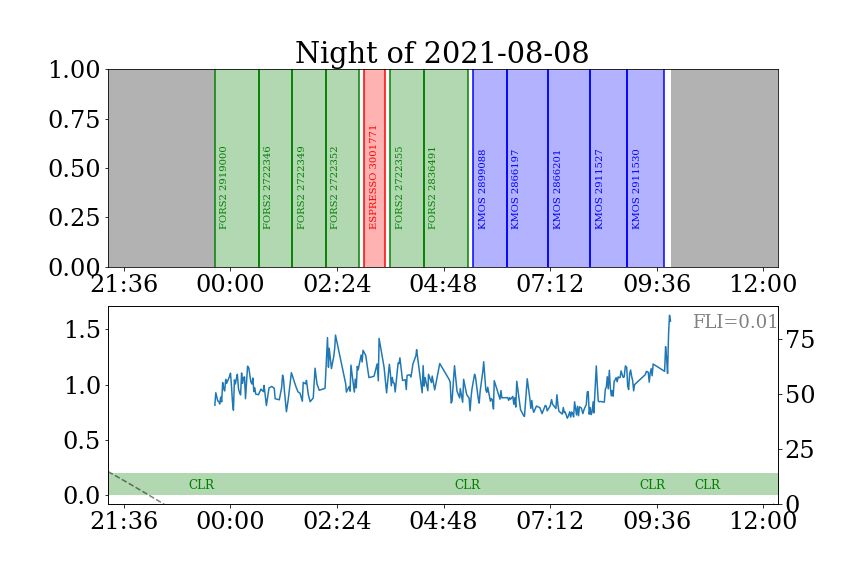 Night of 2021-08-08
1.00
0.75
0.50
0.25
0.00
FORS2 2919000
FORS2 2722346
FORS2 2722349
FORS2 2722352
ESPRESSO 3001771
FORS2 2722355
FORS2 2836491
KMOS 2899088
KMOS 2866197
KMOS 2866201
KMOS 2911527
KMOS 2911530
21:36 00:00 02:24 04:48 07:12 09:36 12:00
FLI=0.01
1.5
1.0
0.5
0.0
75
50
25
0
CLR CLR CLR CLR
21:36 00:00 02:24 04:48 07:12 09:36 12:00